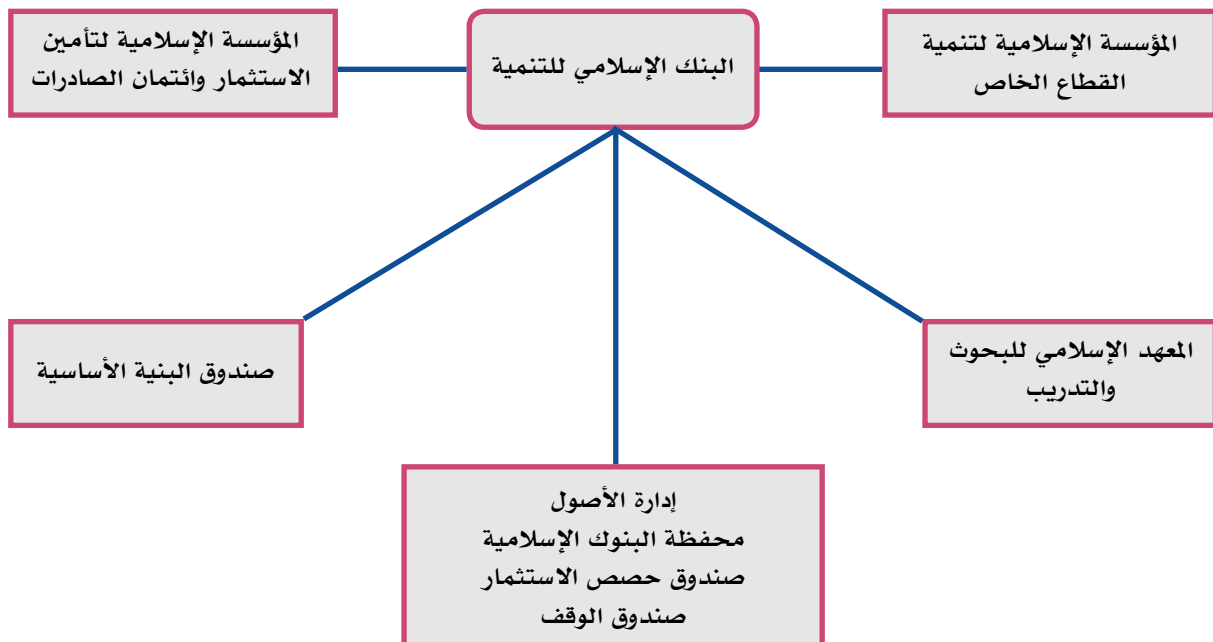 المؤسسة الإسلامية لتنمية
القطاع الخاص
البنك الإسلامي للتنمية
المؤسسة الإسلامية لتأمين
الاستثمار وائتمان الصادرات
المعهد الإسلامي للبحوث
والتدريب
صندوق البنية الأساسية
إدارة الأصول
محفظة البنوك الإسلامية
صندوق حصص الاستثمار
صندوق الوقف